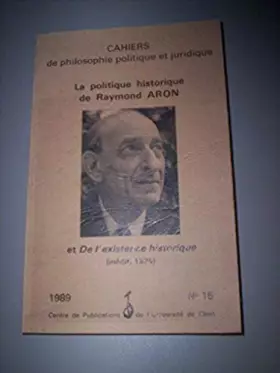 CAHIERS
de philosophie politique et juridique
La politique historique
de Raymond ARON
et De l'existence historique
(inédit, 1979)
1989
N° 15
Centre de Publications de l'Université de Caen